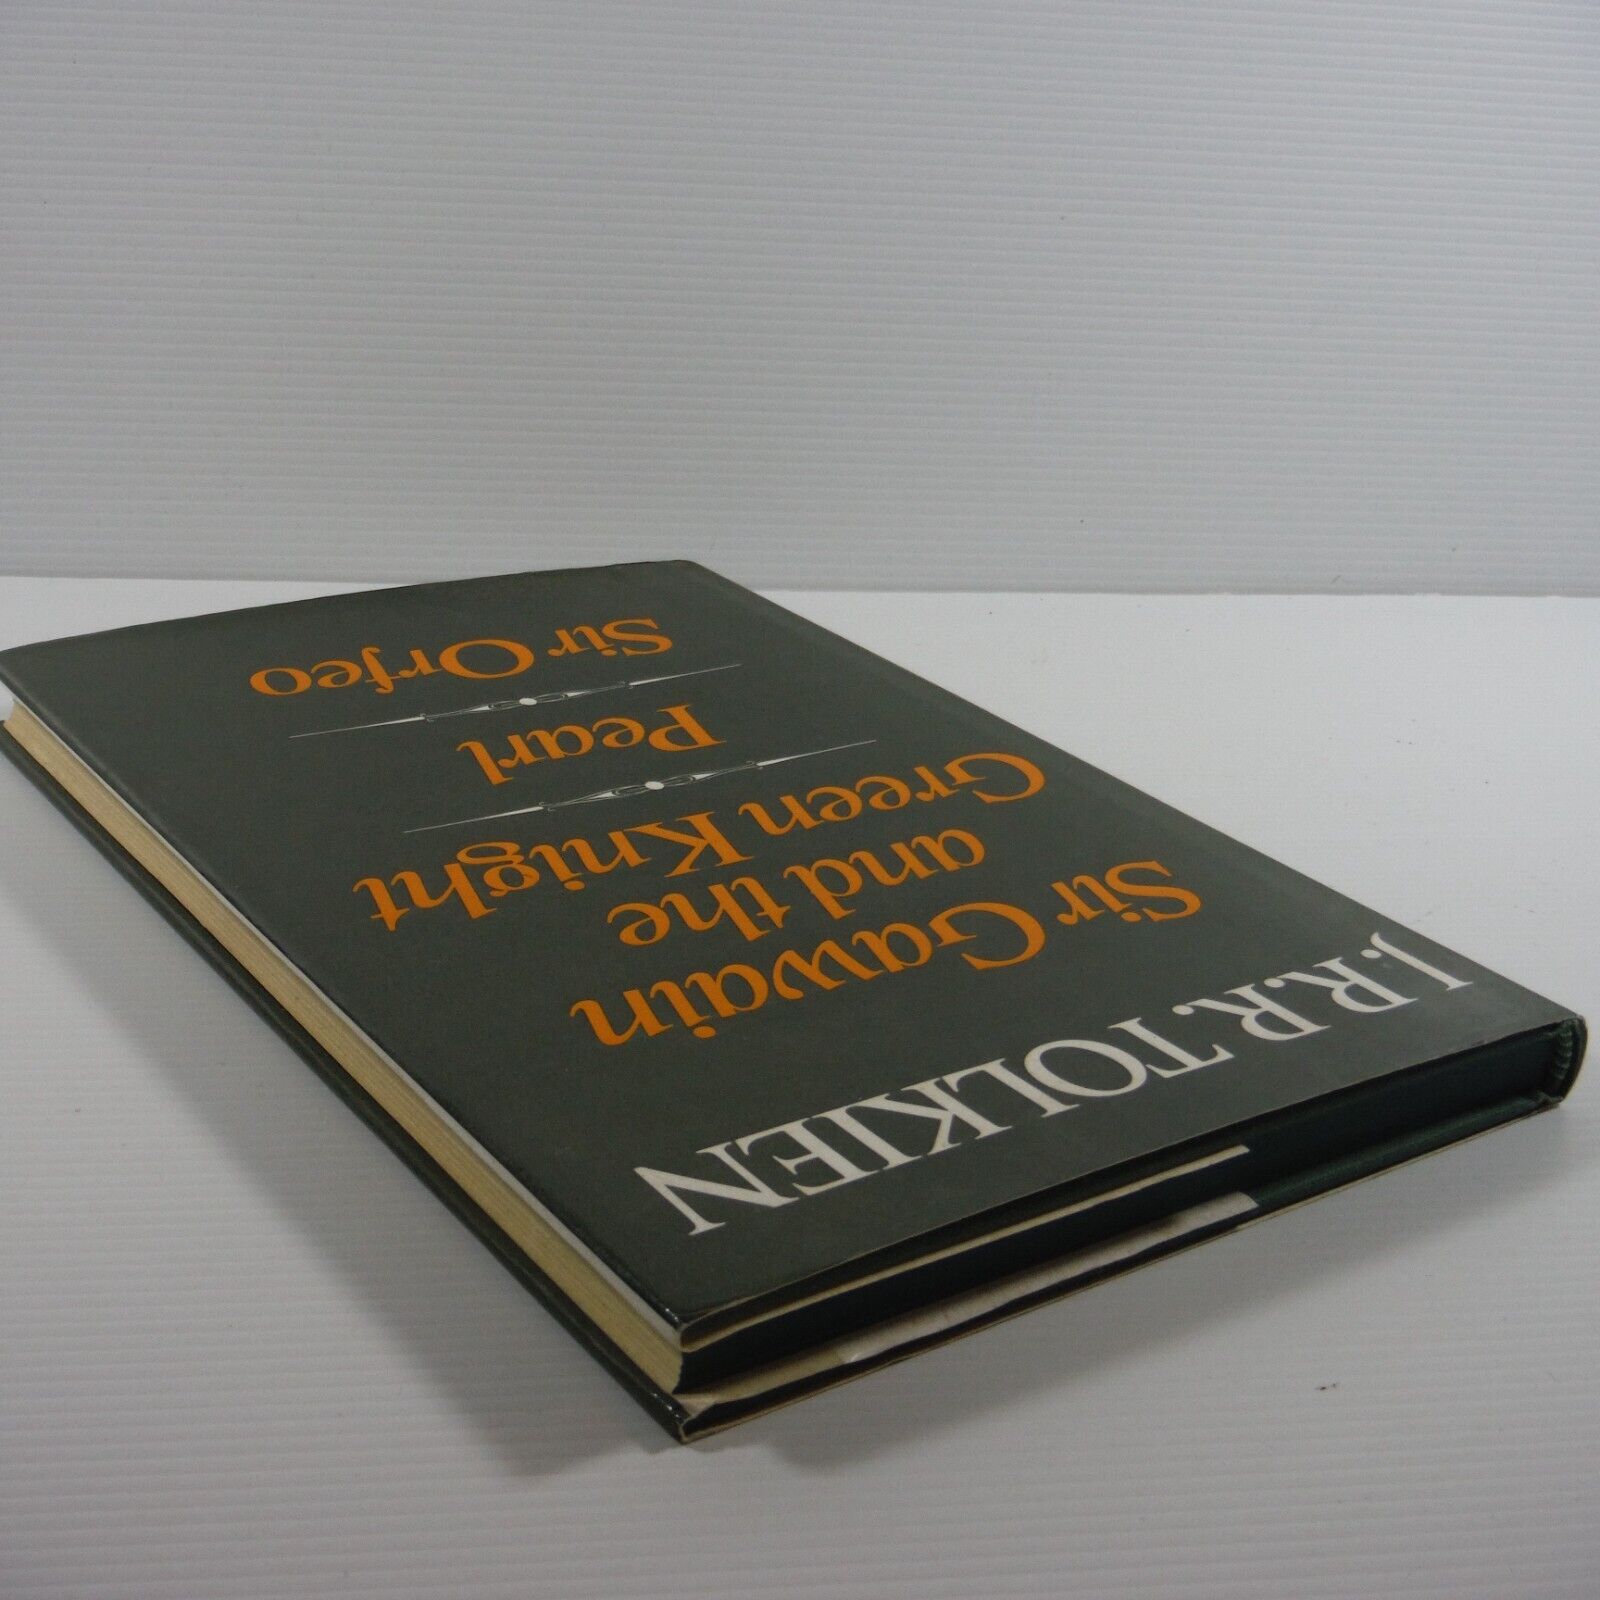 J.R.R. TOLKIEN
Sir Gawain
and the
Green Knight
Pearl
Sir Orfeo